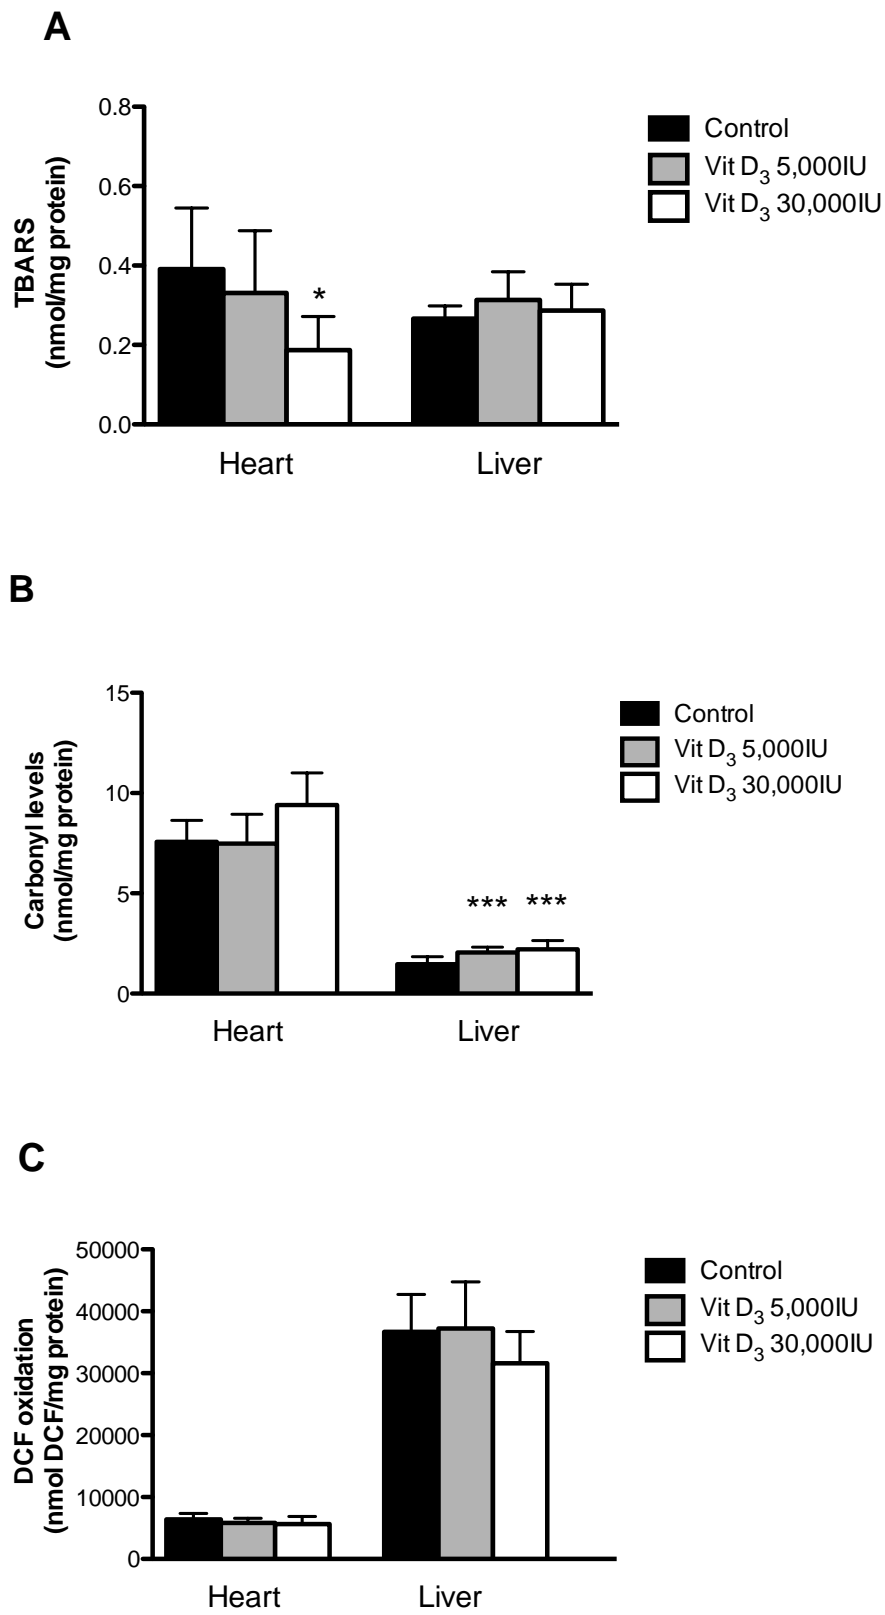 A
0.8
0.6
0.4
0.2
0.0
TBARS
(nmol/mg protein)
*
Heart
Liver
Control
Vit D3 5,000IU
Vit D3 30,000IU
B
15
10
5
0
Carbonyl levels
(nmol/mg protein)
*** ***
Heart
Liver
Control
Vit D3 5,000IU
Vit D3 30,000IU
C
50000
40000
30000
20000
10000
0
DCF oxidation
(nmol DCF/mg protein)
Heart
Liver
Control
Vit D3 5,000IU
Vit D3 30,000IU